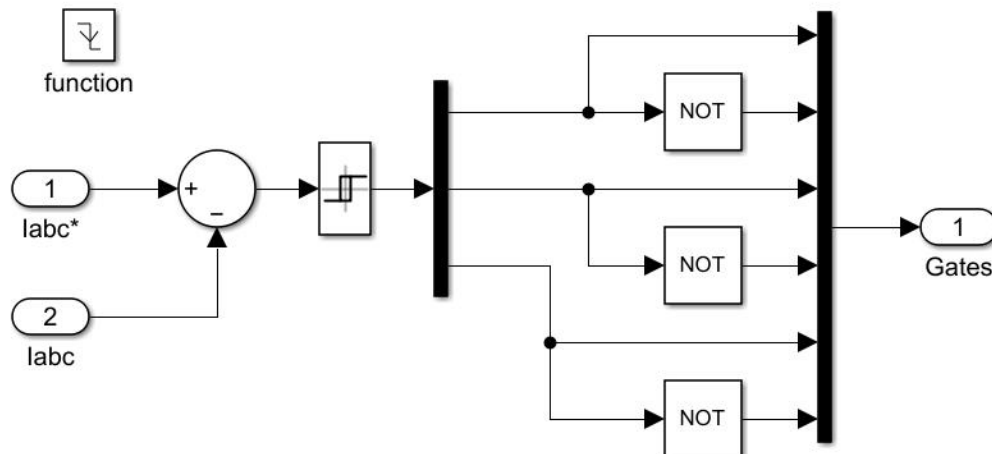 function
NOT
1
+
Iabc*
−
NOT
1
Gates
2
Iabc
NOT